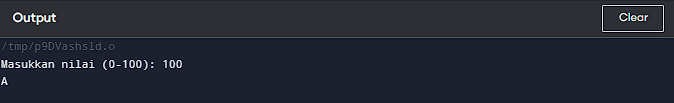 Output
Clear
/tmp/p9DVashsld.o
Masukkan nilai (0-100): 100
A